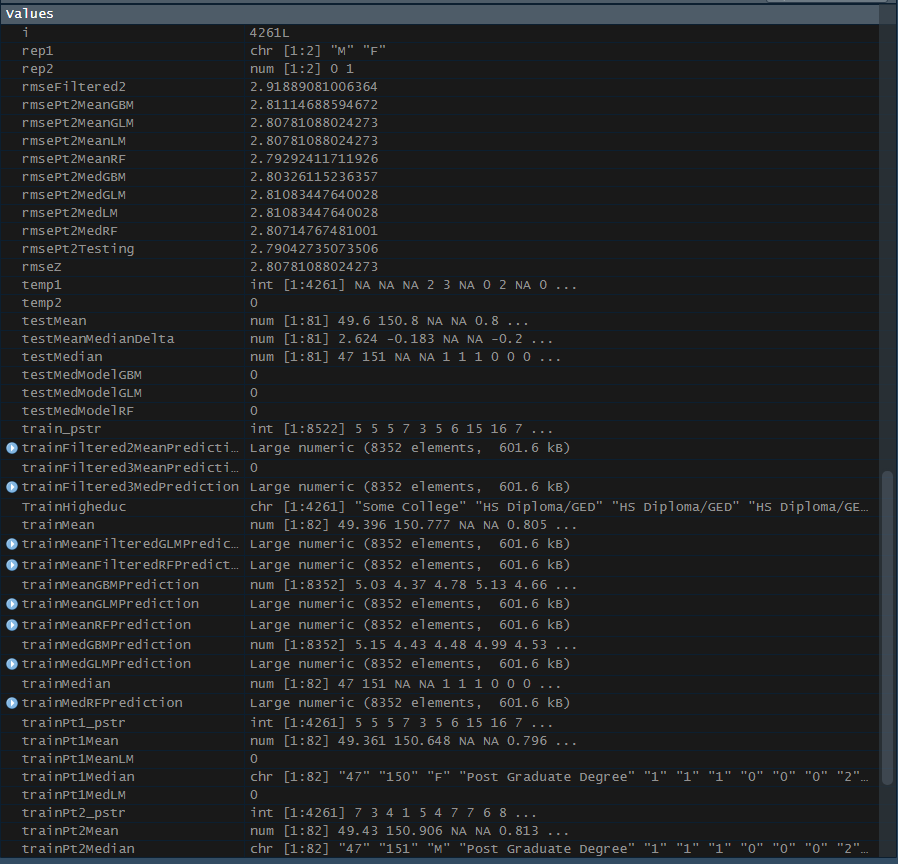 Values
i 4261L
rep1 chr [1:2] "M" "F"
rep2 num [1:2] 0 1
rmseFiltered2 2.91889081006364
rmsePt2MeanGBM 2.81114688594672
rmsePt2MeanGLM 2.80781088024273
rmsePt2MeanLM 2.80781088024273
rmsePt2MeanRF 2.79292411711926
rmsePt2MedGBM 2.80326115236357
rmsePt2MedGLM 2.81083447640028
rmsePt2MedLM 2.81083447640028
rmsePt2MedRF 2.80714767481001
rmsePt2Testing 2.79042735073506
rmseZ 2.80781088024273
temp1 int [1:4261] NA NA NA 2 3 NA 0 2 NA 0 ...
temp2 0
testMean num [1:81] 49.6 150.8 NA NA 0.8 ...
testMeanMedianDelta num [1:81] 2.624 -0.183 NA NA -0.2 ...
testMedian num [1:81] 47 151 NA NA 1 1 1 0 0 0 ...
testMedModelGBM 0
testMedModelGLM 0
testMedModelRF 0
train_pstr int [1:8522] 5 5 5 7 3 5 6 15 16 7 ...
trainFiltered2MeanPredicti… Large numeric (8352 elements, 601.6 kB)
trainFiltered3MeanPredicti… 0
trainFiltered3MedPrediction Large numeric (8352 elements, 601.6 kB)
TrainHigheduc chr [1:4261] "Some College" "HS Diploma/GED" "HS Diploma/GED" "HS Diploma/GE…
trainMean num [1:82] 49.396 150.777 NA NA 0.805 ...
trainMeanFilteredGLMPredic… Large numeric (8352 elements, 601.6 kB)
trainMeanFilteredRFPredict… Large numeric (8352 elements, 601.6 kB)
trainMeanGBMPrediction num [1:8352] 5.03 4.37 4.78 5.13 4.66 ...
trainMeanGLMPrediction Large numeric (8352 elements, 601.6 kB)
trainMeanRFPrediction Large numeric (8352 elements, 601.6 kB)
trainMedGBMPrediction num [1:8352] 5.15 4.43 4.48 4.99 4.53 ...
trainMedGLMPrediction Large numeric (8352 elements, 601.6 kB)
trainMedian num [1:82] 47 151 NA NA 1 1 1 0 0 0 ...
trainMedRFPrediction Large numeric (8352 elements, 601.6 kB)
trainPt1_pstr int [1:4261] 5 5 5 7 3 5 6 15 16 7 ...
trainPt1Mean num [1:82] 49.361 150.648 NA NA 0.796 ...
trainPt1MeanLM 0
trainPt1Median chr [1:82] "47" "150" "F" "Post Graduate Degree" "1" "1" "1" "0" "0" "0" "2"…
trainPt1MedLM 0
trainPt2_pstr int [1:4261] 7 3 4 1 5 4 7 7 6 8 ...
trainPt2Mean num [1:82] 49.43 150.906 NA NA 0.813 ...
trainPt2Median chr [1:82] "47" "151" "M" "Post Graduate Degree" "1" "1" "1" "0" "0" "0" "2"…